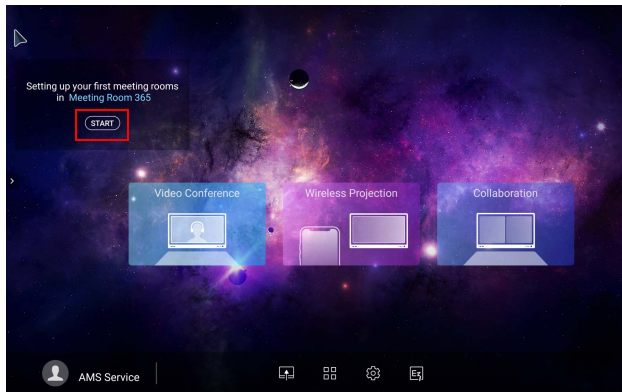 Setting up your first meeting rooms
in Meeting Room 365
START
Video Conference
Wireless Projection
Collaboration
AMS Service